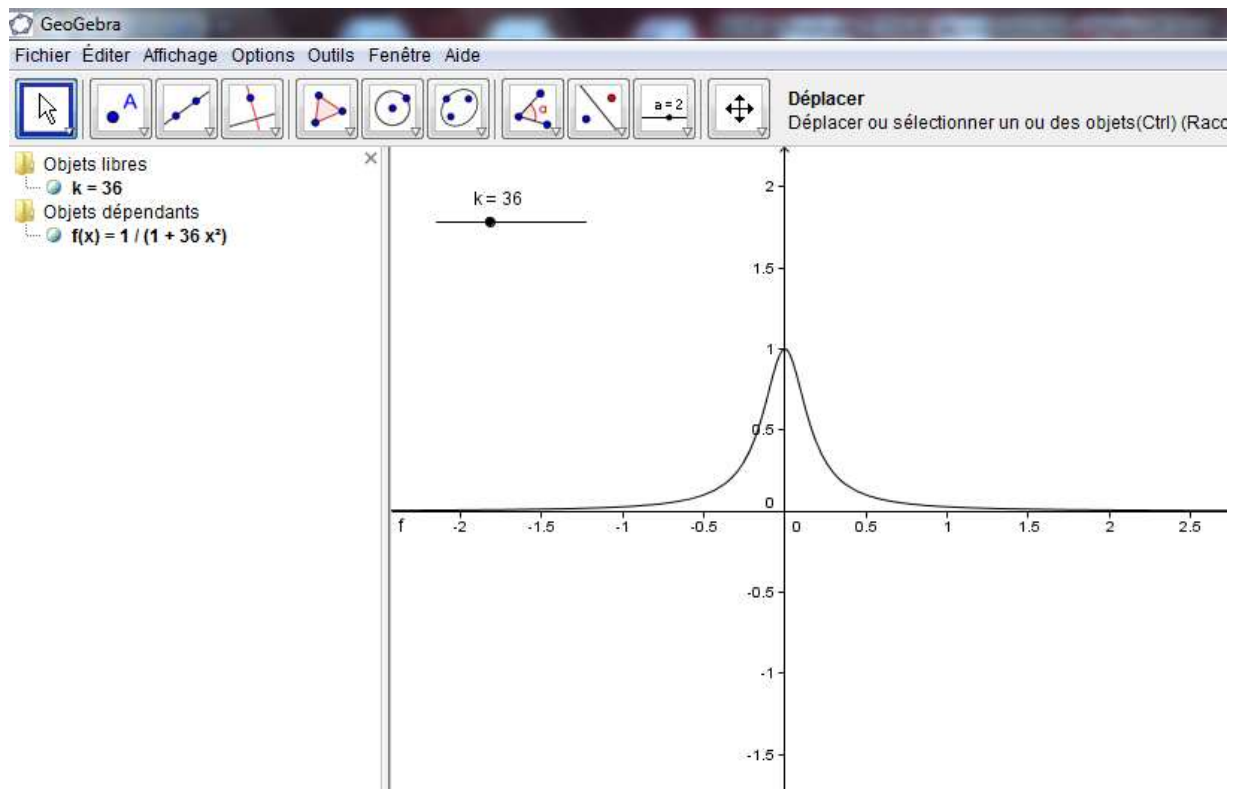 GeoGebra
Fichier Éditer Affichage Options Outils Fenêtre Aide
A
α
a = 2
Déplacer
Déplacer ou sélectionner un ou des objets(Ctrl) (Racc
Objets libres
k = 36
Objets dépendants
f(x) = 1 / (1 + 36 x²)
k = 36
2
1.5
1
0.5
0
f
-2 -1.5 -1 -0.5 0 0.5 1 1.5 2 2.5
-0.5
-1
-1.5